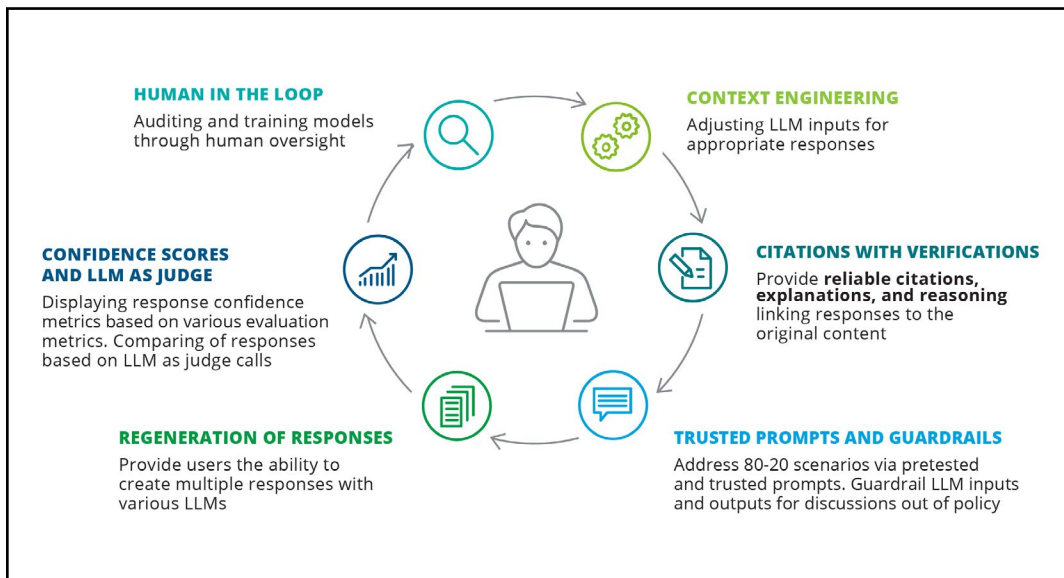 HUMAN IN THE LOOP
Auditing and training models
through human oversight
CONTEXT ENGINEERING
Adjusting LLM inputs for
appropriate responses
CITATIONS WITH VERIFICATIONS
Provide reliable citations,
explanations, and reasoning
linking responses to the
original content
TRUSTED PROMPTS AND GUARDRAILS
Address 80-20 scenarios via pretested
and trusted prompts. Guardrail LLM inputs
and outputs for discussions out of policy
REGENERATION OF RESPONSES
Provide users the ability to
create multiple responses with
various LLMs
CONFIDENCE SCORES
AND LLM AS JUDGE
Displaying response confidence
metrics based on various evaluation
metrics. Comparing of responses
based on LLM as judge calls